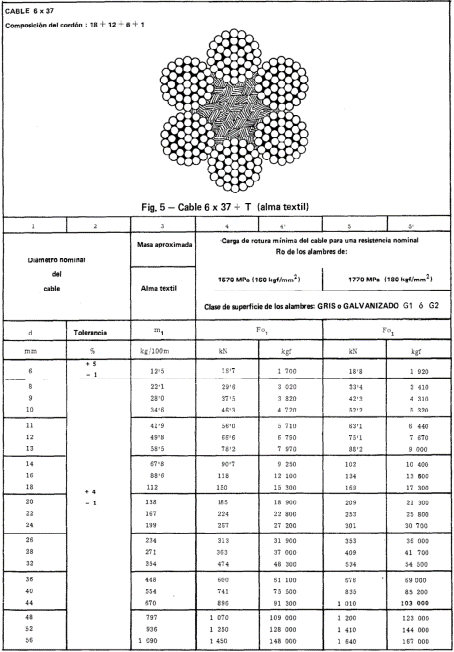 CABLE 6 x 37
Composición del cordón : 18 + 12 + 6 + 1
Fig. 5 – Cable 6 x 37 + T (alma textil)
1 2 3 4 4' 5 5'
Diámetro nominal del cable
Masa aproximada
Alma textil
Carga de rotura mínima del cable para una resistencia nominal
Ro de los alambres de:
1570 MPa (160 kgf/mm2) 1770 MPa (180 kgf/mm2)
Clase de superficie de los alambres: GRIS o GALVANIZADO G1 ó G2
d Tolerancia m1 Fo1 Fo1
mm % kg/100m kN kgf kN kgf
+ 5
6 – 1 12'5 16'7 1 700 18'8 1 920
8 22'1 29'6 3 020 33'4 3 410
9 28'0 37'5 3 820 42'3 4 310
10 34'6 46'3 4 720 52'2 5 320
11 41'9 56'0 5 710 63'1 6 440
12 49'8 66'6 6 790 75'1 7 670
13 58'5 78'2 7 970 88'2 9 000
14 67'8 90'7 9 250 102 10 400
16 88'6 118 12 100 134 13 600
18 112 150 15 300 169 17 300
+ 4
20 – 1 138 185 18 900 209 21 300
22 167 224 22 800 253 25 800
24 199 267 27 200 301 30 700
26 234 313 31 900 353 36 000
28 271 363 37 000 409 41 700
32 354 474 48 300 534 54 500
36 448 600 61 100 676 69 000
40 554 741 75 500 835 85 200
44 670 896 91 300 1 010 103 000
48 797 1 070 109 000 1 200 123 000
52 936 1 250 128 000 1 410 144 000
56 1 090 1 450 148 000 1 640 167 000